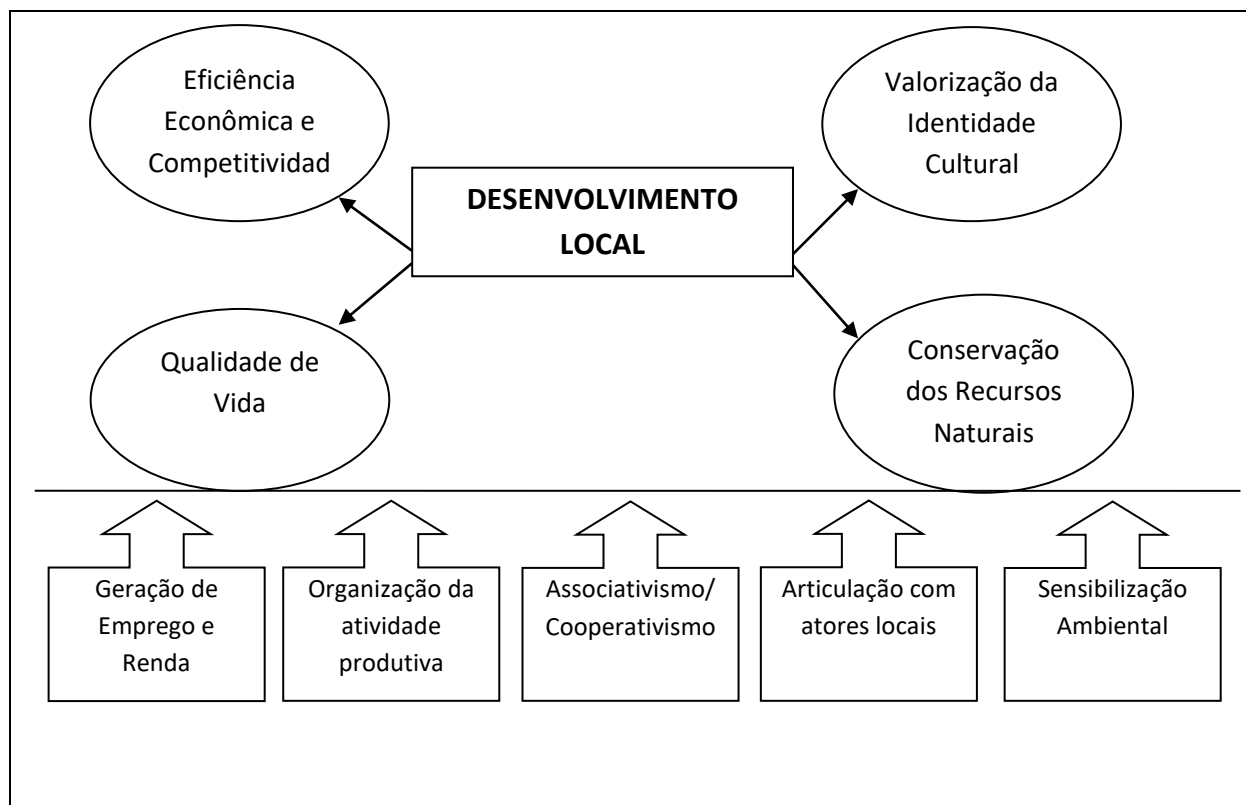 Eficiência
Econômica e
Competitividad
Valorização da
Identidade
Cultural
DESENVOLVIMENTO
LOCAL
Qualidade de
Vida
Conservação
dos Recursos
Naturais
Geração de
Emprego e
Renda
Organização da
atividade
produtiva
Associativismo/
Cooperativismo
Articulação com
atores locais
Sensibilização
Ambiental